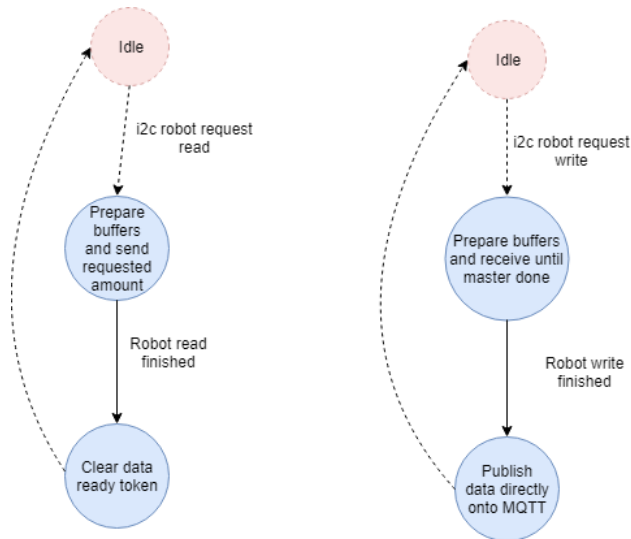 Idle
i2c robot request
read
Prepare
buffers
and send
requested
amount
Robot read
finished
Clear data
ready token
Idle
i2c robot request
write
Prepare buffers
and receive until
master done
Robot write
finished
Publish
data directly
onto MQTT